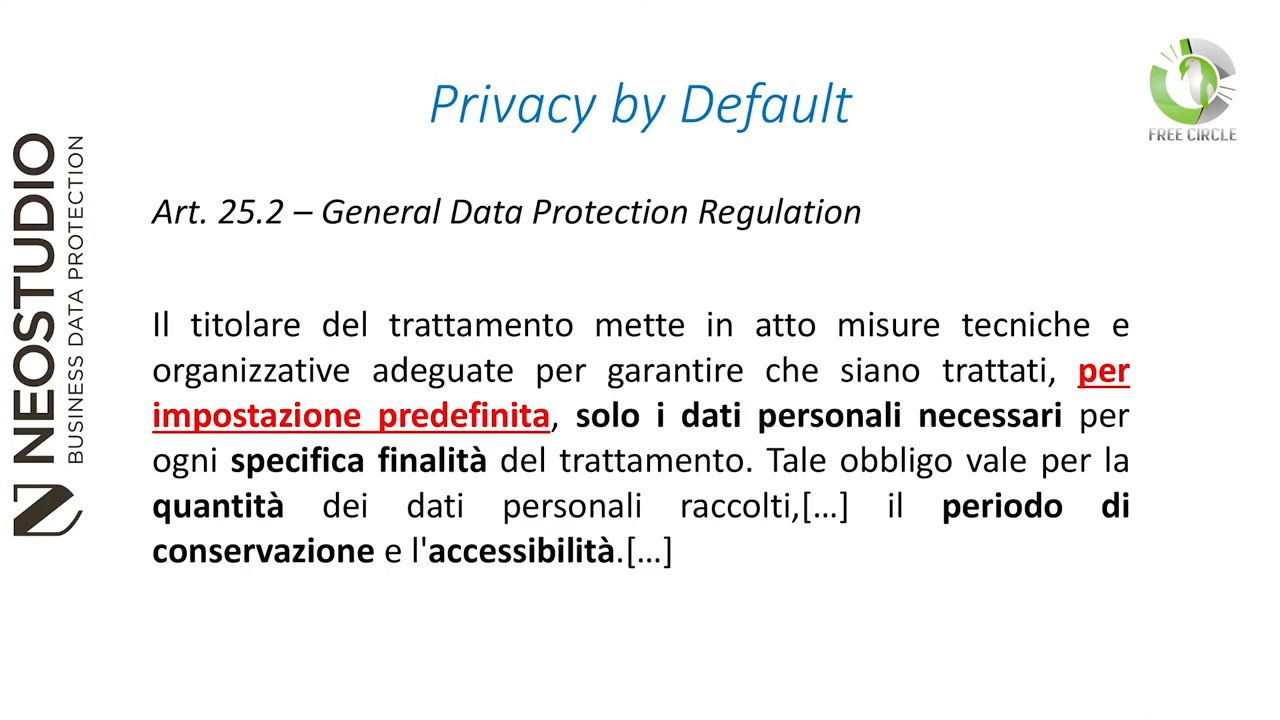 Privacy by Default
FREE CIRCLE
NEOSTUDIO
BUSINESS DATA PROTECTION
Art. 25.2 – General Data Protection Regulation
Il titolare del trattamento mette in atto misure tecniche e
organizzative adeguate per garantire che siano trattati, per
impostazione predefinita, solo i dati personali necessari per
ogni specifica finalità del trattamento. Tale obbligo vale per la
quantità dei dati personali raccolti,[…] il periodo di
conservazione e l'accessibilità.[…]